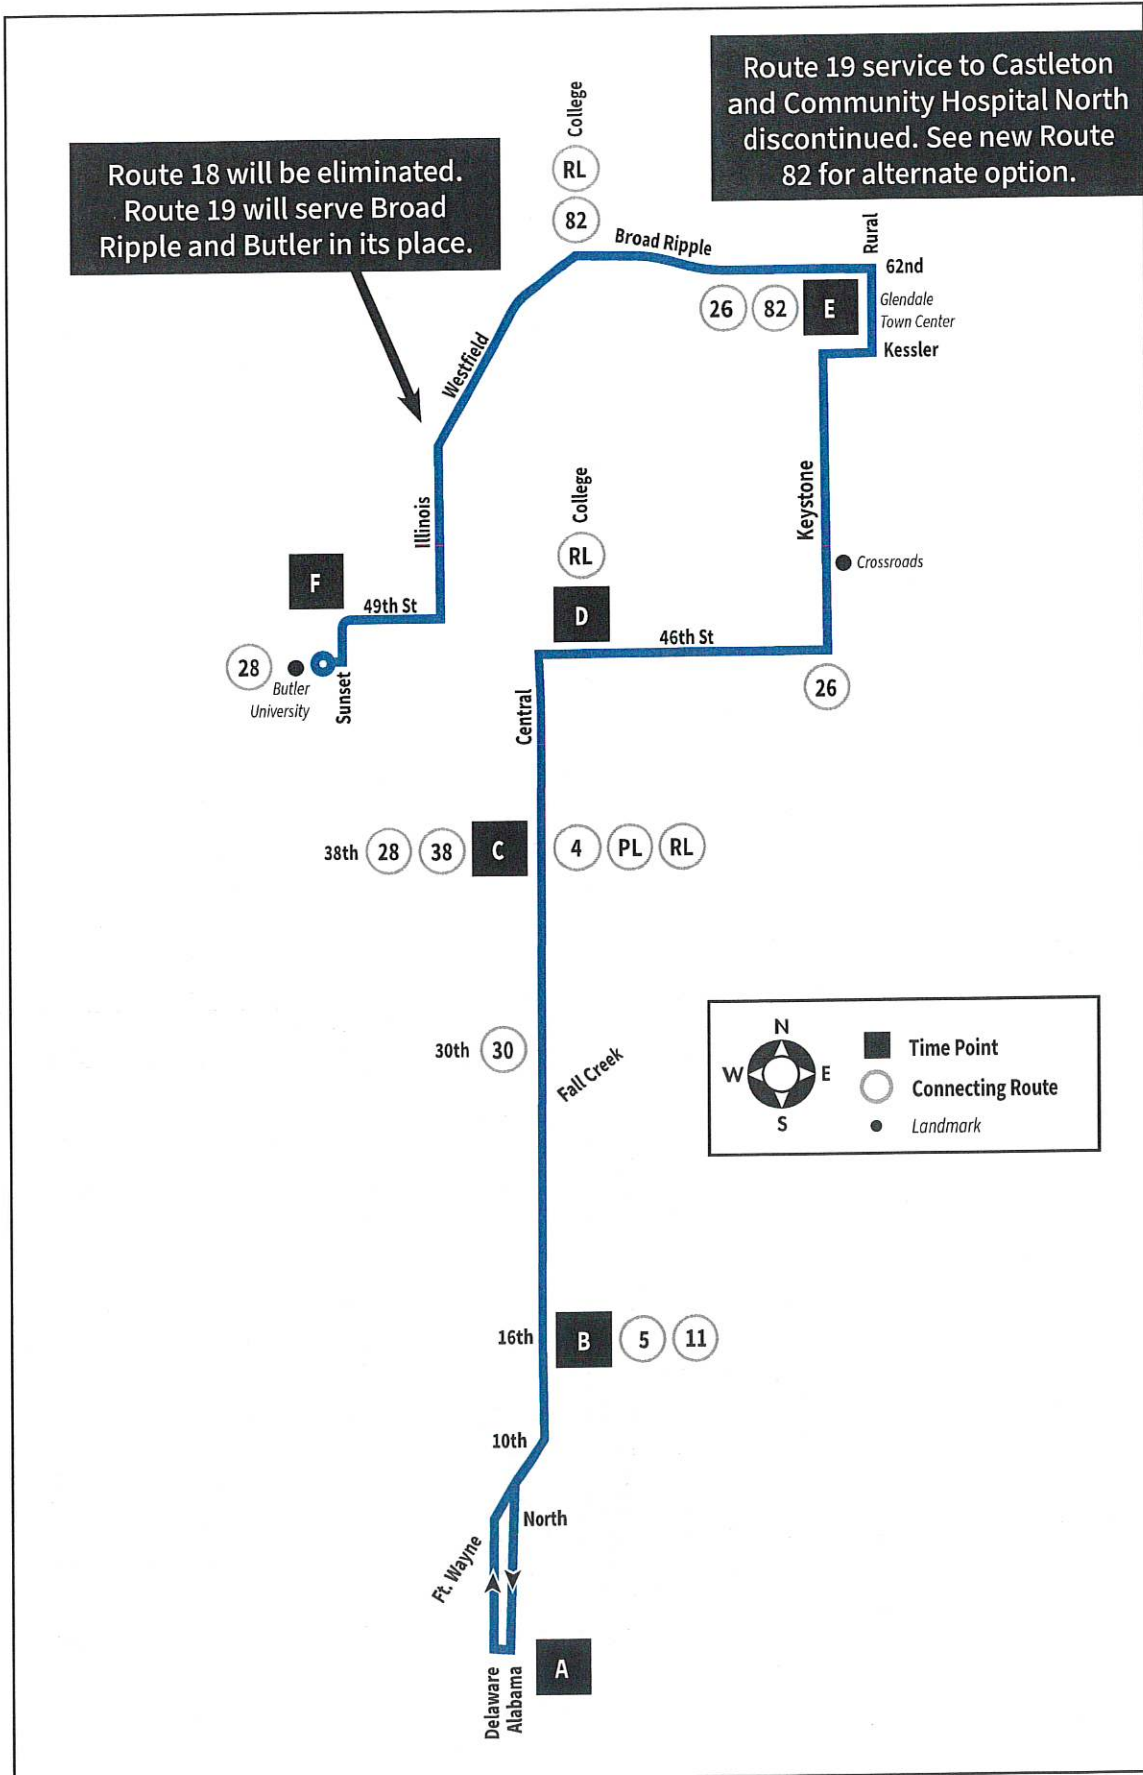 Route 19 service to Castleton
and Community Hospital North
discontinued. See new Route
82 for alternate option.
Route 18 will be eliminated.
Route 19 will serve Broad
Ripple and Butler in its place.
College
RL
82
Broad Ripple
Rural
62nd
26
82
E
Glendale
Town Center
Kessler
Westfield
Illinois
College
RL
D
Keystone
Crossroads
F
49th St
46th St
28
Butler
University
Sunset
Central
26
38th
28
38
C
4
PL
RL
30th
30
Fall Creek
N
W
E
S
Time Point
Connecting Route
Landmark
16th
B
5
11
10th
North
Ft. Wayne
A
Delaware
Alabama